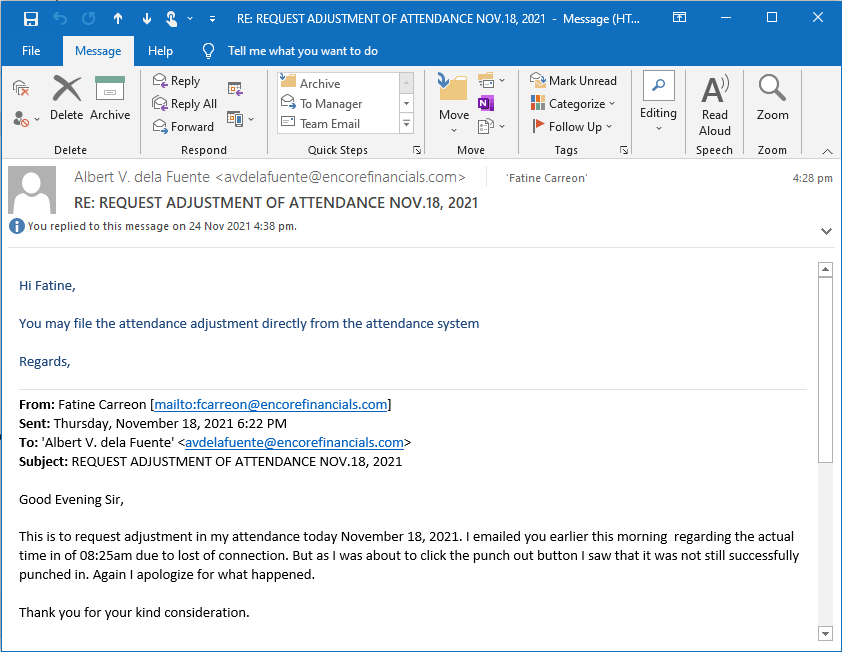 RE: REQUEST ADJUSTMENT OF ATTENDANCE NOV.18, 2021 - Message (HT...
File Message Help Tell me what you want to do
Delete Archive
Delete
Reply
Reply All
Forward
Respond
Archive
To Manager
Team Email
Quick Steps
Move
Move
Mark Unread
Categorize
Follow Up
Tags
Editing
Read
Aloud
Speech
Zoom
Zoom
Albert V. dela Fuente <avdelafuente@encorefinancials.com> 'Fatine Carreon' 4:28 pm
RE: REQUEST ADJUSTMENT OF ATTENDANCE NOV.18, 2021
You replied to this message on 24 Nov 2021 4:38 pm.
Hi Fatine,
You may file the attendance adjustment directly from the attendance system
Regards,
From: Fatine Carreon [mailto:fcarreon@encorefinancials.com]
Sent: Thursday, November 18, 2021 6:22 PM
To: 'Albert V. dela Fuente' <avdelafuente@encorefinancials.com>
Subject: REQUEST ADJUSTMENT OF ATTENDANCE NOV.18, 2021
Good Evening Sir,
This is to request adjustment in my attendance today November 18, 2021. I emailed you earlier this morning  regarding the actual
time in of 08:25am due to lost of connection. But as I was about to click the punch out button I saw that it was not still successfully
punched in. Again I apologize for what happened.
Thank you for your kind consideration.